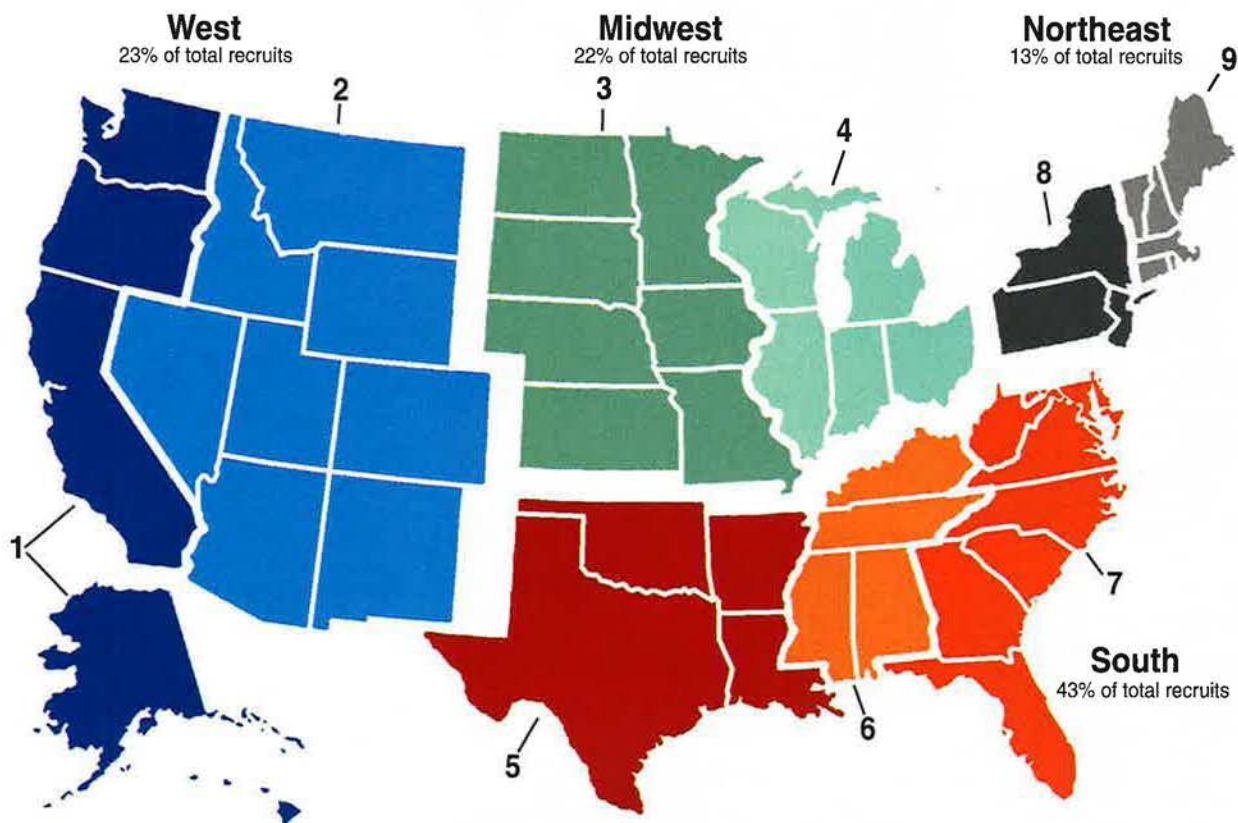 West
23% of total recruits
Midwest
22% of total recruits
Northeast
13% of total recruits
9
2
3
4
8
1
7
South
43% of total recruits
6
5